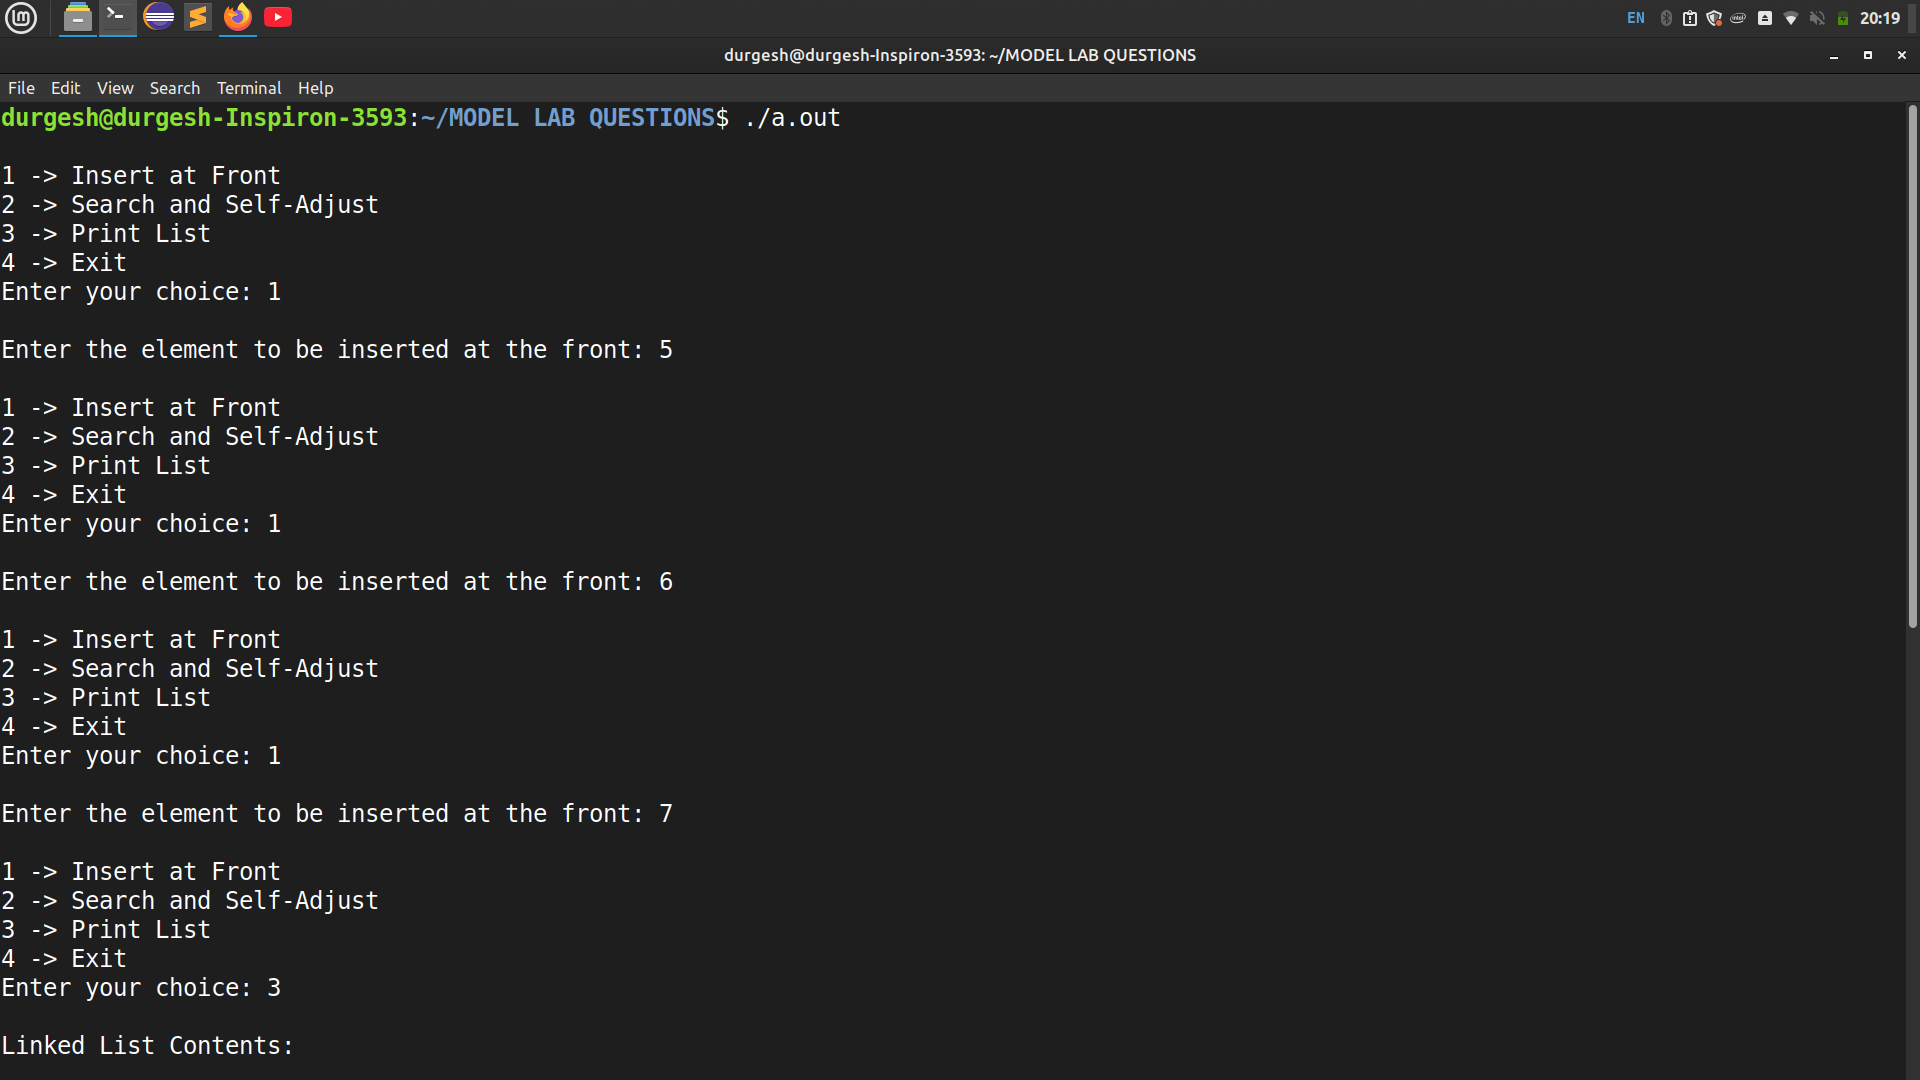 EN
20:19
durgesh@durgesh-Inspiron-3593: ~/MODEL LAB QUESTIONS
File Edit View Search Terminal Help
durgesh@durgesh-Inspiron-3593:~/MODEL LAB QUESTIONS$ ./a.out
1 -> Insert at Front
2 -> Search and Self-Adjust
3 -> Print List
4 -> Exit
Enter your choice: 1
Enter the element to be inserted at the front: 5
1 -> Insert at Front
2 -> Search and Self-Adjust
3 -> Print List
4 -> Exit
Enter your choice: 1
Enter the element to be inserted at the front: 6
1 -> Insert at Front
2 -> Search and Self-Adjust
3 -> Print List
4 -> Exit
Enter your choice: 1
Enter the element to be inserted at the front: 7
1 -> Insert at Front
2 -> Search and Self-Adjust
3 -> Print List
4 -> Exit
Enter your choice: 3
Linked List Contents: